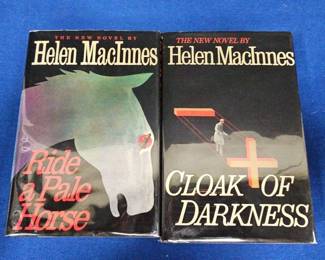 THE NEW NOVEL BY
Helen MacInnes
Ride
a Pale
Horse
THE NEW NOVEL BY
Helen MacInnes
CLOAK OF
DARKNESS